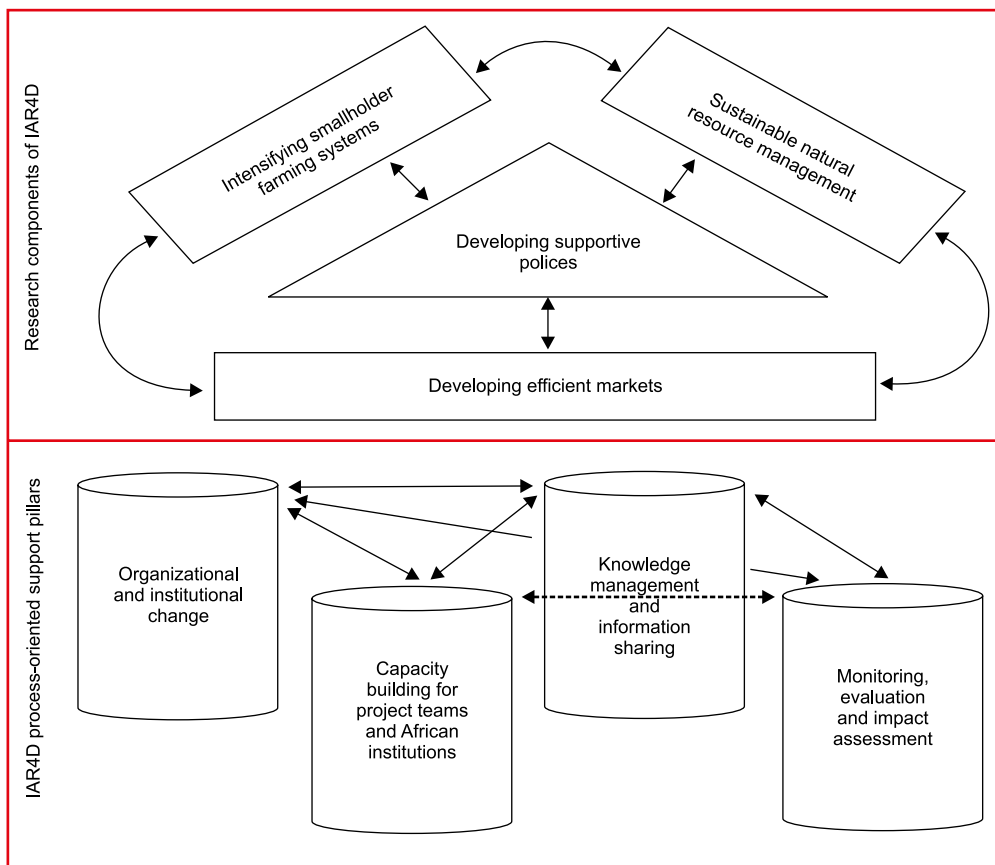 Research components of IAR4D
Intensifying smallholder
farming systems
Sustainable natural
resource management
Developing supportive
polices
Developing efficient markets
IAR4D process-oriented support pillars
Organizational
and institutional
change
Capacity
building for
project teams
and African
institutions
Knowledge
management
and
information
sharing
Monitoring,
evaluation
and impact
assessment